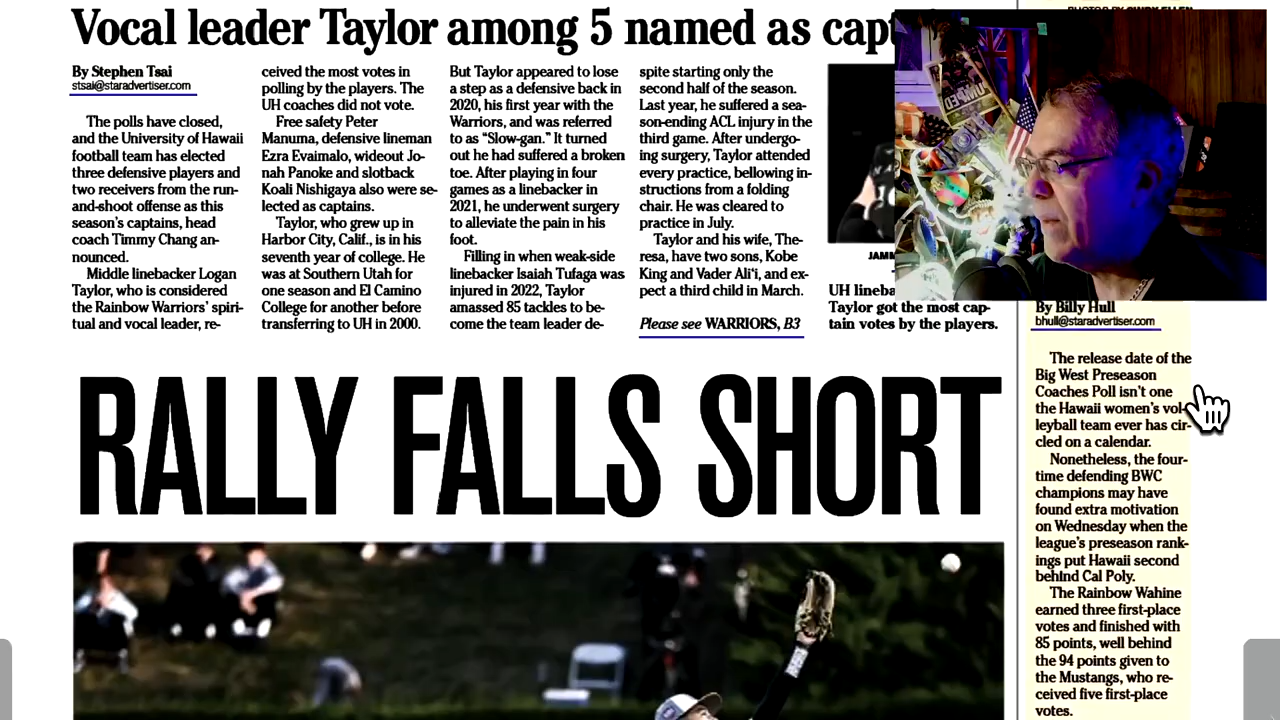 Vocal leader Taylor among 5 named as
By Stephen Tsai
stsai@staradvertiser.com
The polls have closed,
and the University of Hawaii
football team has elected
three defensive players and
two receivers from the run-
and-shoot offense as this
season's captains, head
coach Timmy Chang an-
nounced.
Middle linebacker Logan
Taylor, who is considered
the Rainbow Warriors' spiri-
tual and vocal leader, re-
ceived the most votes in
polling by the players. The
UH coaches did not vote.
Free safety Peter
Manuma, defensive lineman
Ezra Evaimalo, wideout Jo-
nah Panoke and slotback
Koali Nishigaya also were se-
lected as captains.
Taylor, who grew up in
Harbor City, Calif., is in his
seventh year of college. He
was at Southern Utah for
one season and El Camino
College for another before
transferring to UH in 2000.
But Taylor appeared to lose
a step as a defensive back in
2020, his first year with the
Warriors, and was referred
to as “Slow-gan.” It turned
out he had suffered a broken
toe. After playing in four
games as a linebacker in
2021, he underwent surgery
to alleviate the pain in his
foot.
Filling in when weak-side
linebacker Isaiah Tufaga was
injured in 2022, Taylor
amassed 85 tackles to be-
come the team leader de-
spite starting only the
second half of the season.
Last year, he suffered a sea-
son-ending ACL injury in the
third game. After undergo-
ing surgery, Taylor attended
every practice, bellowing in-
structions from a folding
chair. He was cleared to
practice in July.
Taylor and his wife, The-
resa, have two sons, Kobe
King and Vader Ali‘i, and ex-
pect a third child in March.
Please see WARRIORS, B3
UH
Taylor got the most cap-
tain votes by the players.
RALLY FALLS SHORT
PHOTOS BY CINDY ELLEN
By Billy Hull
bhull@staradvertiser.com
The release date of the
Big West Preseason
Coaches Poll isn't one
the Hawaii women's vol-
leyball team ever has cir-
cled on a calendar.
Nonetheless, the four-
time defending BWC
champions may have
found extra motivation
on Wednesday when the
league's preseason rank-
ings put Hawaii second
behind Cal Poly.
The Rainbow Wahine
earned three first-place
votes and finished with
85 points, well behind
the 94 points given to
the Mustangs, who re-
ceived five first-place
votes.